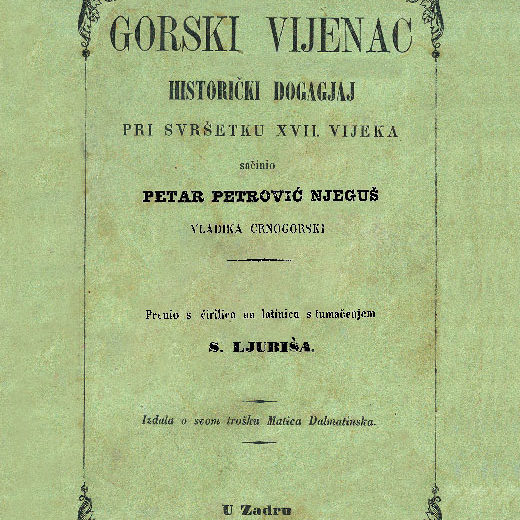 GORSKI VIJENAC
HISTORIČKI DOGAGJAJ
PRI SVRŠETKU XVII. VIJEKA
sačinio
PETAR PETROVIĆ NJEGUŠ
VLADIKA CRNOGORSKI
Prenio s ćirilice na latinicu s tumačenjem
S. LJUBIŠA.
Izdala o svom trošku Matica Dalmatinska.
U Zadru